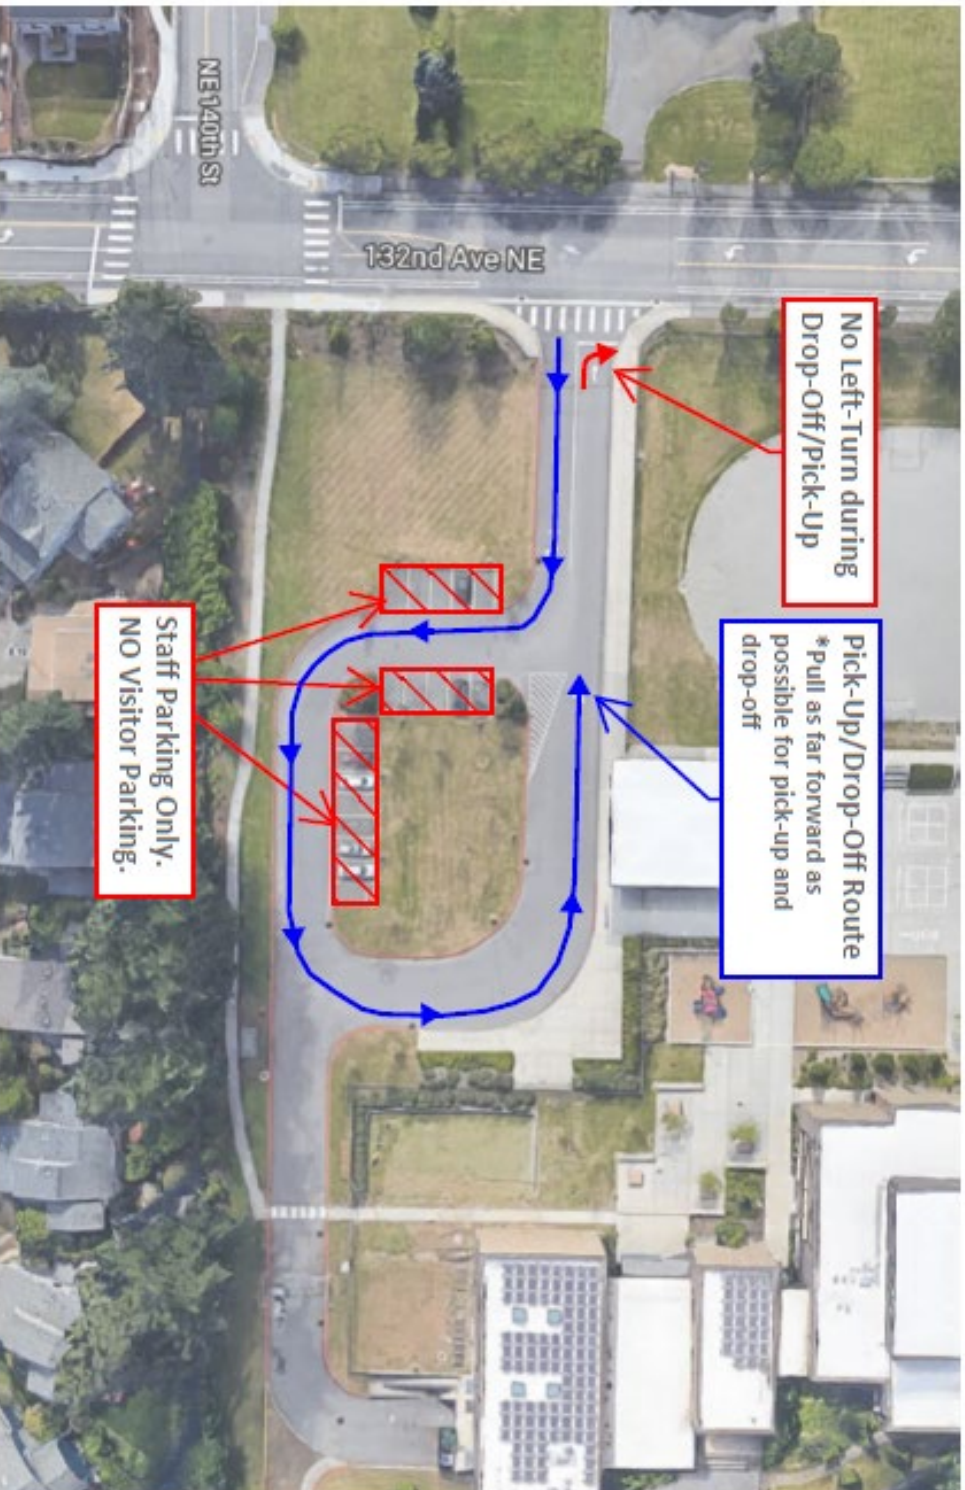 NE 140th St
132nd Ave NE
No Left-Turn during
Drop-Off/Pick-Up
Pick-Up/Drop-Off Route
*Pull as far forward as
possible for pick-up and
drop-off
Staff Parking Only.
NO Visitor Parking.